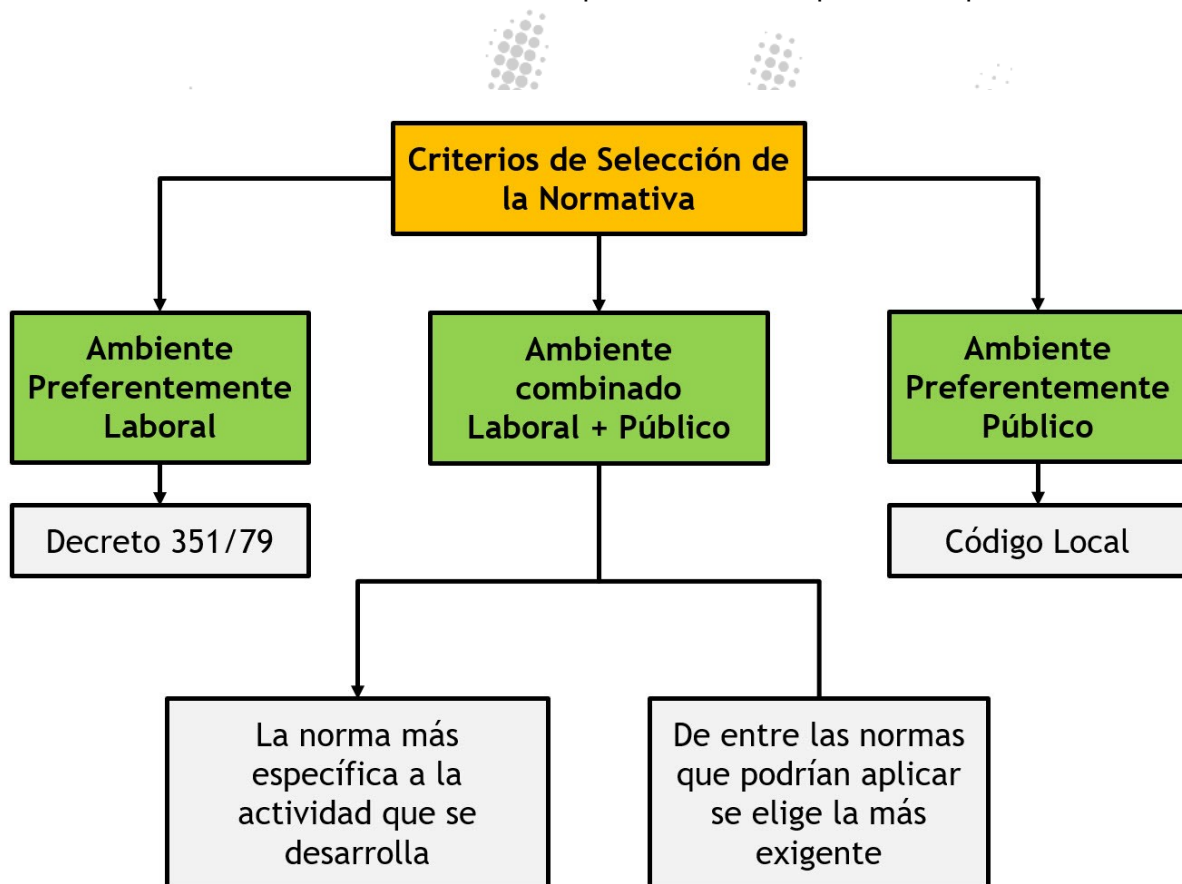 Criterios de Selección de
la Normativa
Ambiente
Preferentemente
Laboral
Ambiente
combinado
Laboral + Público
Ambiente
Preferentemente
Público
Decreto 351/79
Código Local
La norma más
específica a la
actividad que se
desarrolla
De entre las normas
que podrían aplicar
se elige la más
exigente